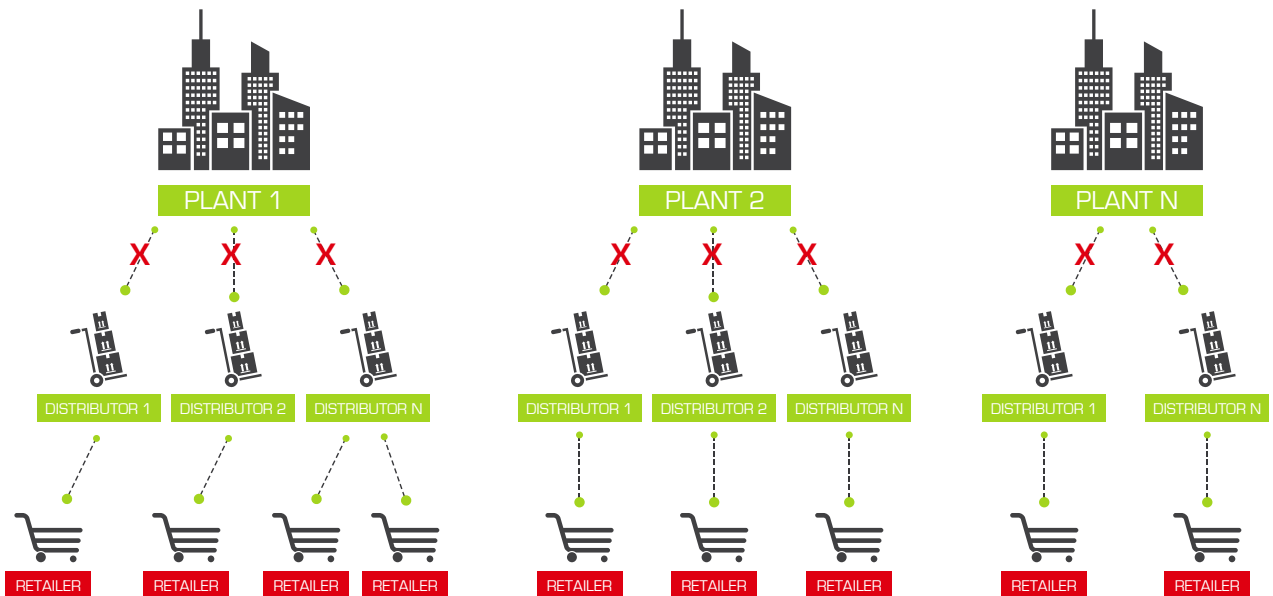 PLANT 1
PLANT 2
PLANT N
X
X
X
X
X
X
X
X
DISTRIBUTOR 1
DISTRIBUTOR 2
DISTRIBUTOR N
DISTRIBUTOR 1
DISTRIBUTOR 2
DISTRIBUTOR N
DISTRIBUTOR 1
DISTRIBUTOR N
RETAILER
RETAILER
RETAILER
RETAILER
RETAILER
RETAILER
RETAILER
RETAILER
RETAILER